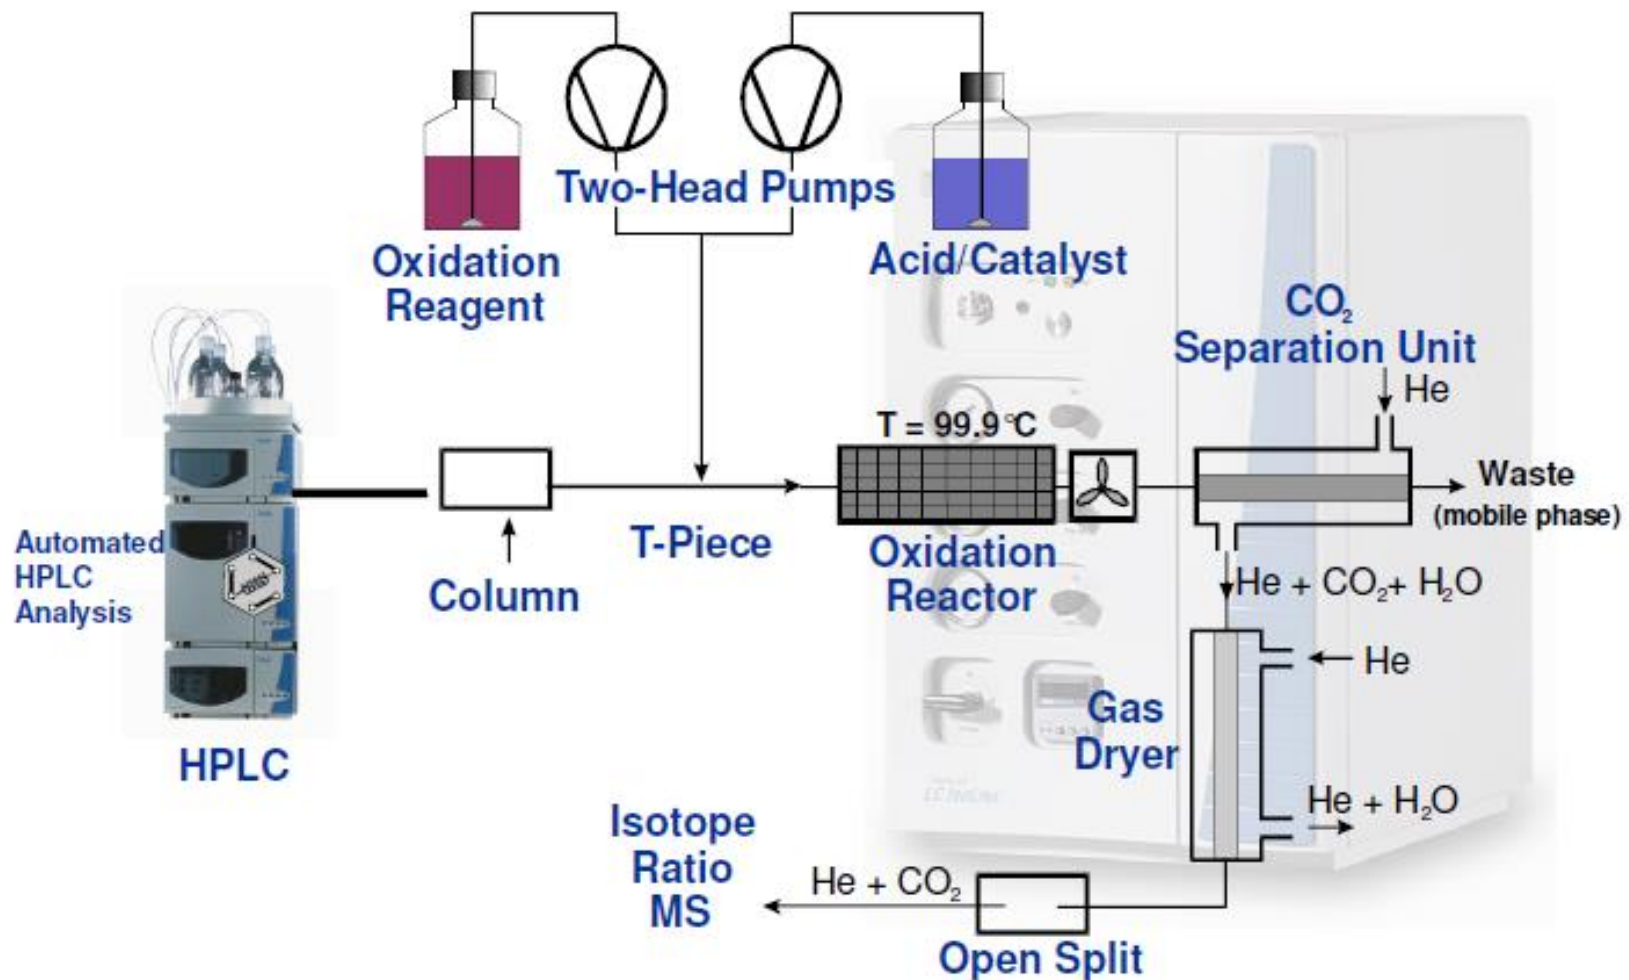 Two-Head Pumps
Oxidation
Reagent
Acid/Catalyst
CO₂
Separation Unit
He
T = 99.9 °C
Waste
(mobile phase)
T-Piece
Oxidation
Reactor
Automated
HPLC
Analysis
Column
He + CO₂+ H₂O
He
Gas
Dryer
HPLC
He + H₂O
Isotope
Ratio
MS
He + CO₂
Open Split